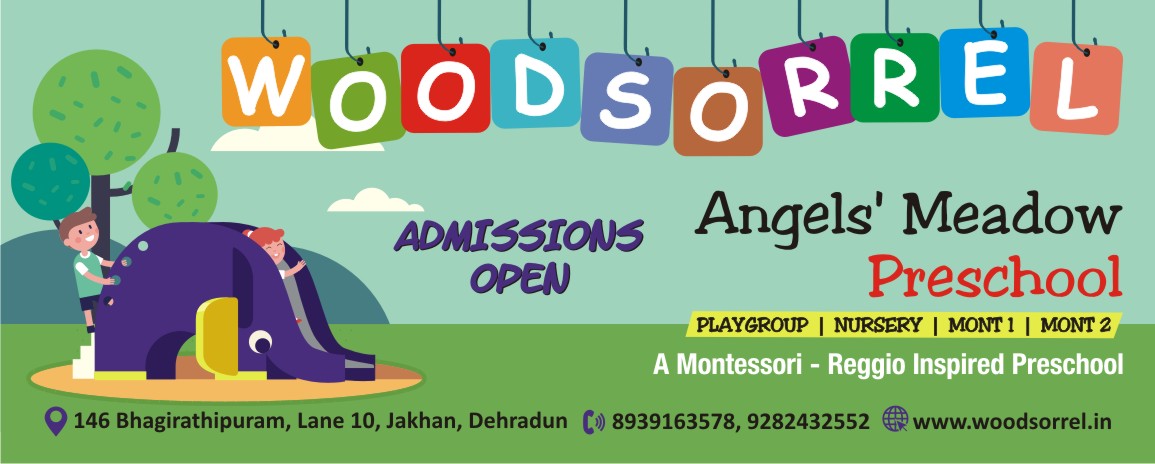 WOODSORREL
ADMISSIONS
OPEN
Angels' Meadow
Preschool
PLAYGROUP | NURSERY | MONT 1 | MONT 2
A Montessori - Reggio Inspired Preschool
146 Bhagirathipuram, Lane 10, Jakhan, Dehradun 8939163578, 9282432552 www.woodsorrel.in